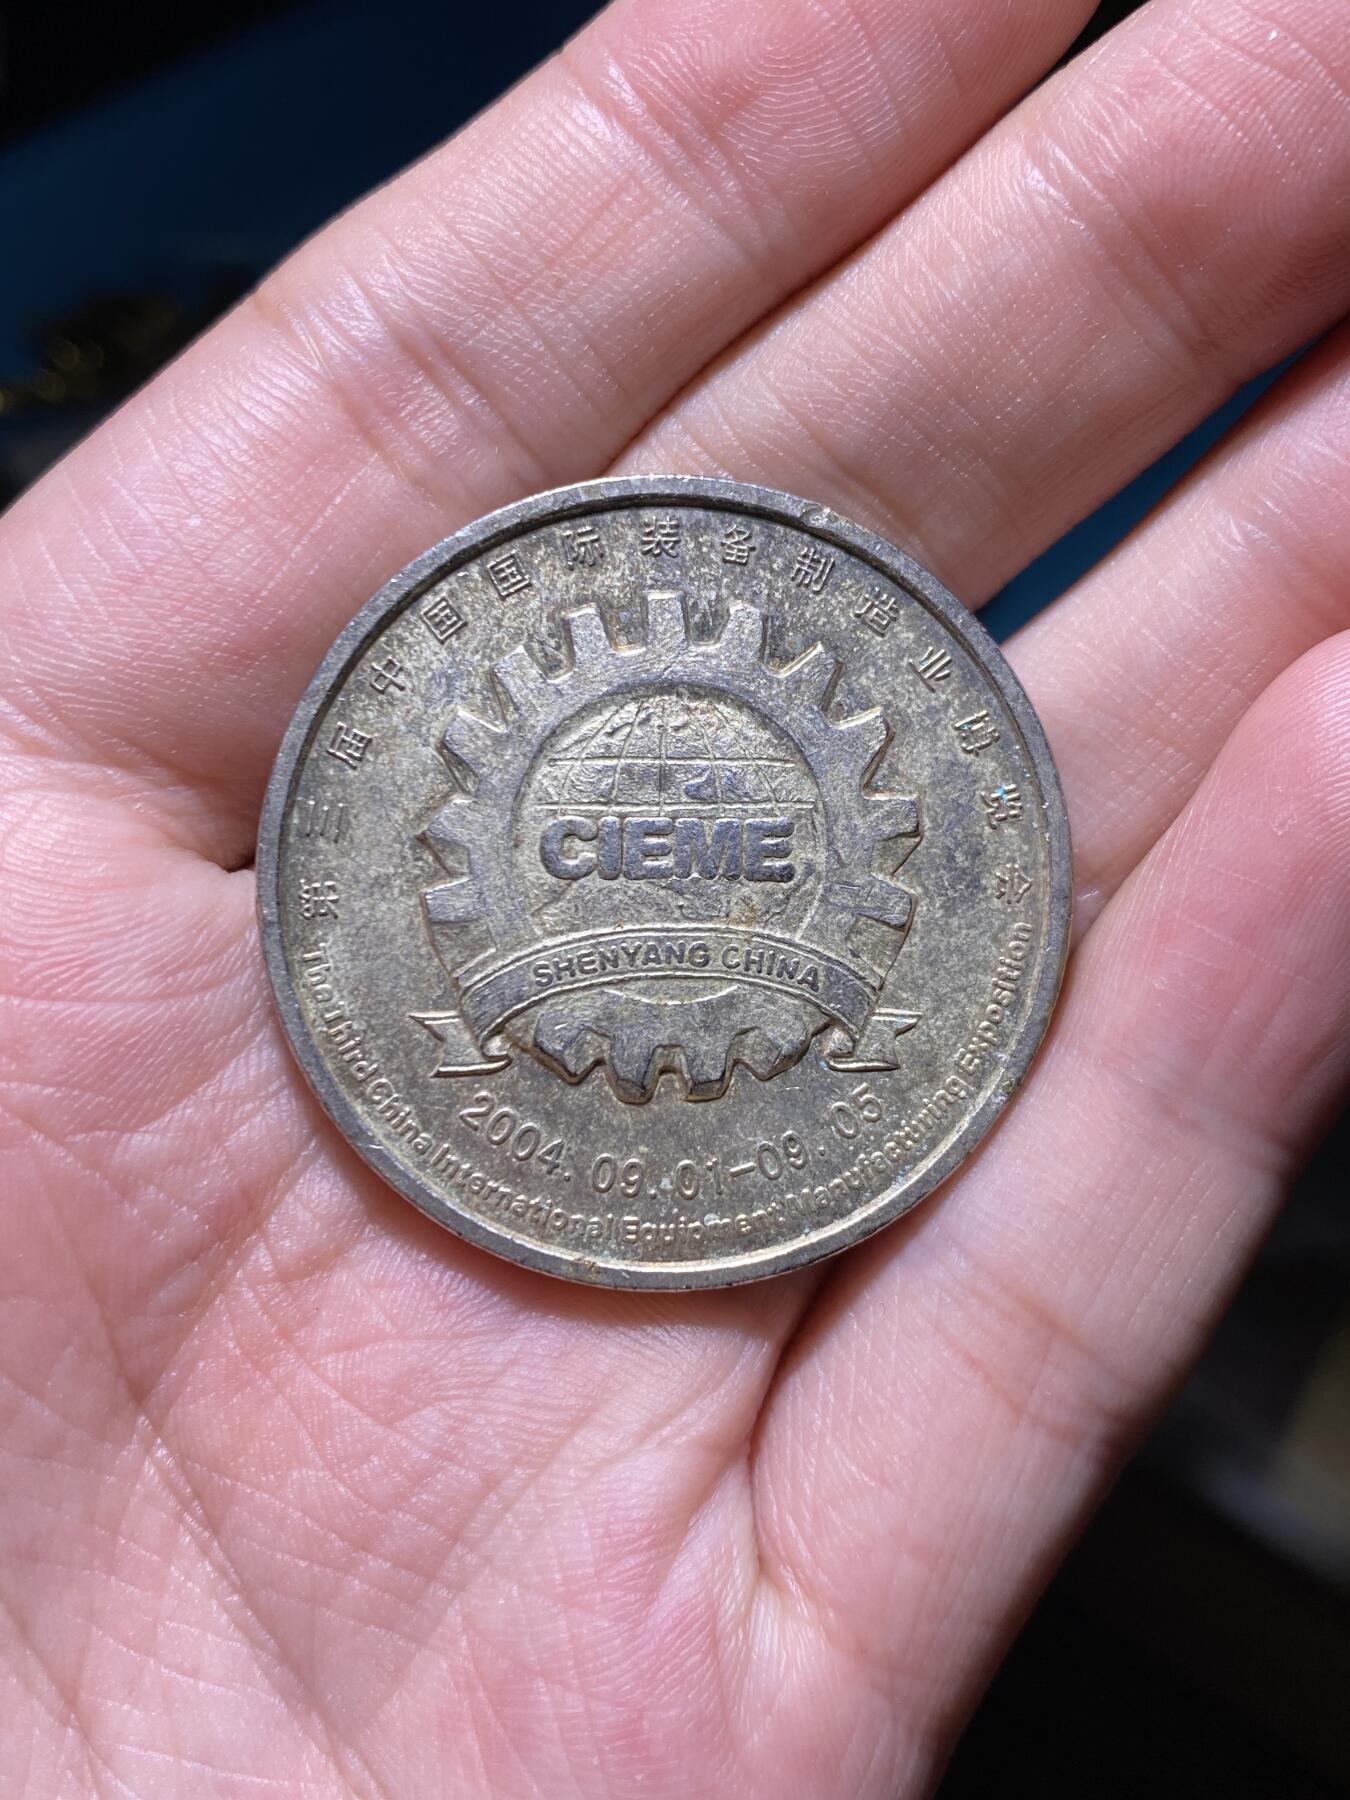 第三届中国国际装备制造业博览会
CIEME
SHENYANG CHINA
2004.09.01-09.05
The Third China International Equipment Manufacturing Exposition